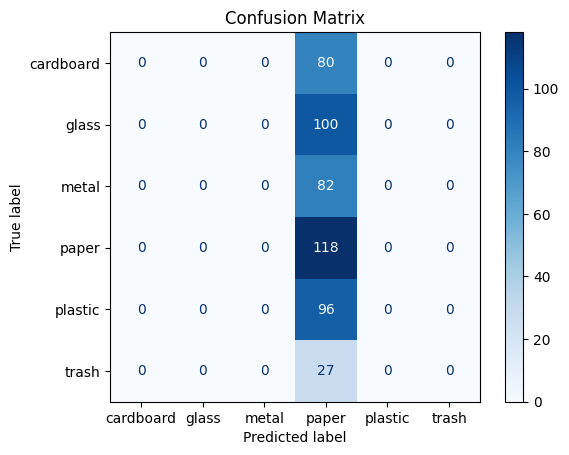 Confusion Matrix
cardboard 0 0 0 80 0 0
glass 0 0 0 100 0 0
metal 0 0 0 82 0 0
paper 0 0 0 118 0 0
plastic 0 0 0 96 0 0
trash 0 0 0 27 0 0
cardboard glass metal paper plastic trash
Predicted label
True label
100
80
60
40
20
0